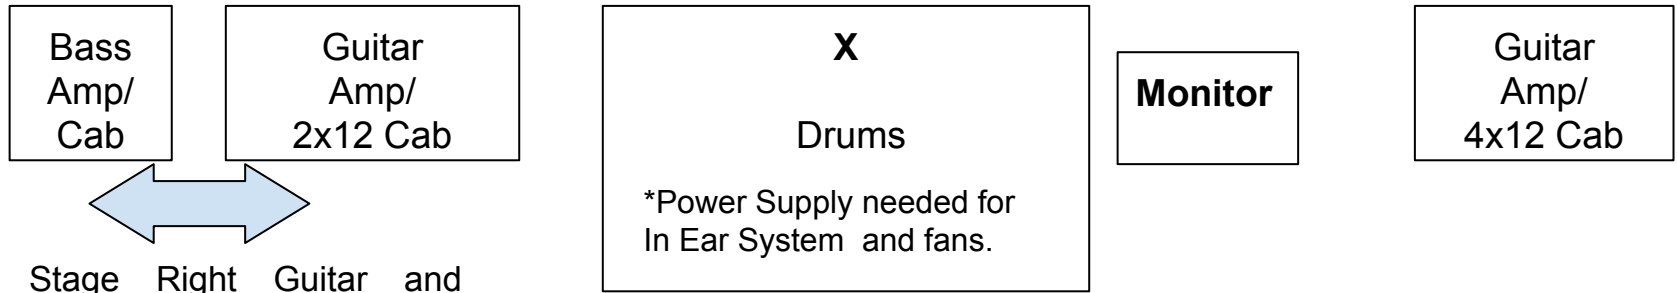 Bass
Amp/
Cab
Guitar
Amp/
2x12 Cab
X
Drums
*Power Supply needed for
In Ear System and fans.
Monitor
Guitar
Amp/
4x12 Cab
Stage Right Guitar and